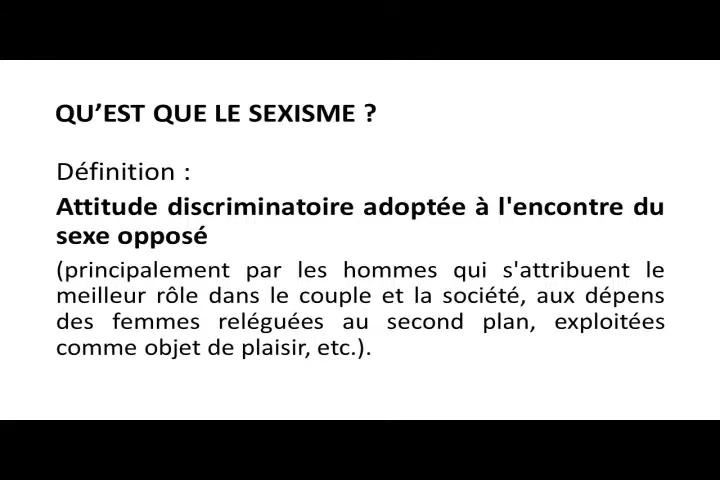 QU’EST QUE LE SEXISME ?
Définition :
Attitude discriminatoire adoptée à l'encontre du
sexe opposé
(principalement par les hommes qui s'attribuent le
meilleur rôle dans le couple et la société, aux dépens
des femmes reléguées au second plan, exploitées
comme objet de plaisir, etc.).